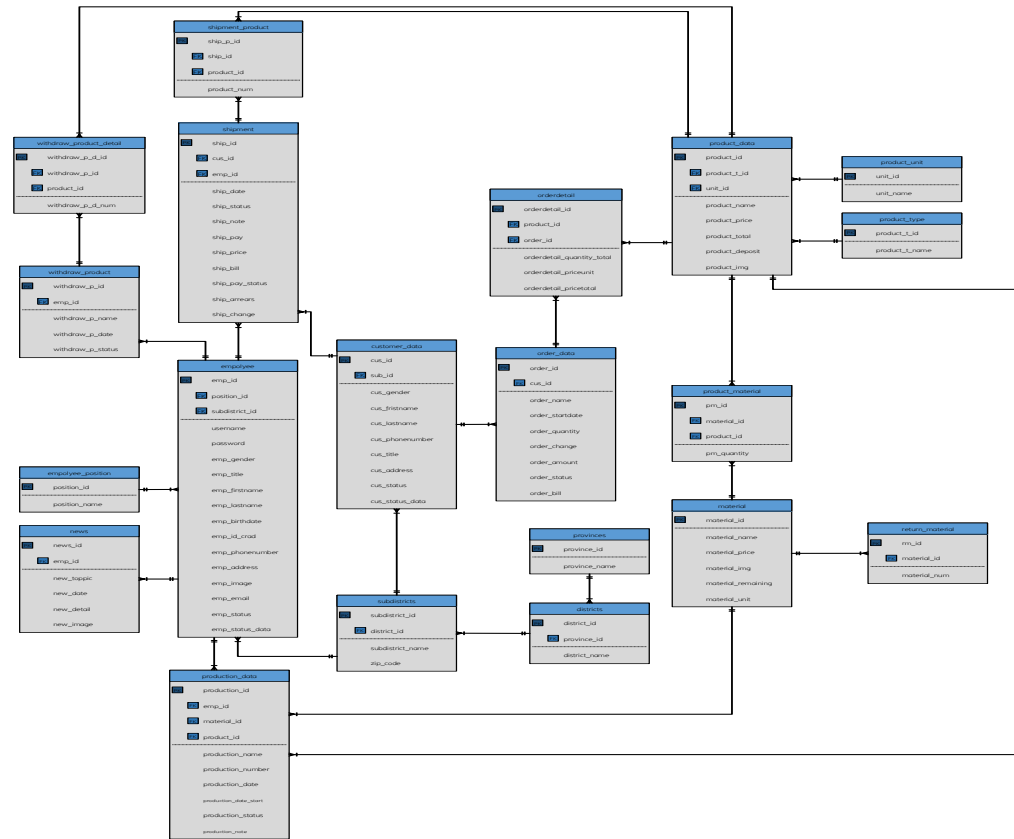 shipment_product
ship_p_id
ship_id
product_id
product_num
shipment
ship_id
cus_id
emp_id
ship_date
ship_status
ship_note
ship_pay
ship_price
ship_bill
ship_pay_status
ship_arrears
ship_change
withdraw_product_detail
withdraw_p_d_id
withdraw_p_id
product_id
withdraw_p_d_num
withdraw_product
withdraw_p_id
emp_id
withdraw_p_name
withdraw_p_date
withdraw_p_status
product_data
product_id
product_t_id
unit_id
product_name
product_price
product_total
product_deposit
product_img
product_unit
unit_id
unit_name
product_type
product_t_id
product_t_name
orderdetail
orderdetail_id
product_id
order_id
orderdetail_quantity_total
orderdetail_priceunit
orderdetail_pricetotal
empolyee
emp_id
position_id
subdistrict_id
username
password
emp_gender
emp_title
emp_firstname
emp_lastname
emp_birthdate
emp_id_crad
emp_phonenumber
emp_address
emp_image
emp_email
emp_status
emp_status_data
customer_data
cus_id
sub_id
cus_gender
cus_fristname
cus_lastname
cus_phonenumber
cus_title
cus_address
cus_status
cus_status_data
order_data
order_id
cus_id
order_name
order_startdate
order_quantity
order_change
order_amount
order_status
order_bill
product_material
pm_id
material_id
product_id
pm_quantity
empolyee_position
position_id
position_name
news
news_id
emp_id
new_toppic
new_date
new_detail
new_image
material
material_id
material_name
material_price
material_img
material_remaining
material_unit
return_material
rm_id
material_id
material_num
provinces
province_id
province_name
subdistricts
subdistrict_id
district_id
subdistrict_name
zip_code
districts
district_id
province_id
district_name
production_data
production_id
emp_id
material_id
product_id
production_name
production_number
production_date
production_date_start
production_status
production_note